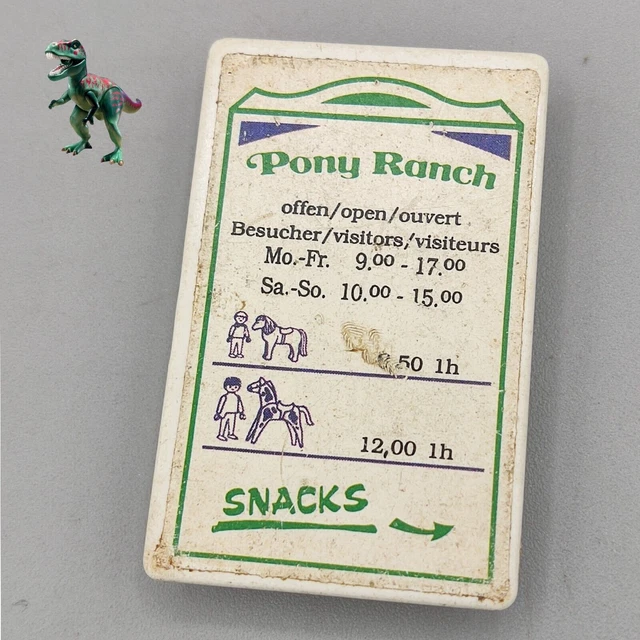 Pony Ranch
offen/open/ouvert
Besucher/visitors/visiteurs
Mo.-Fr. 9.00 - 17.00
Sa.-So. 10.00 - 15.00
50 1h
12,00 1h
SNACKS